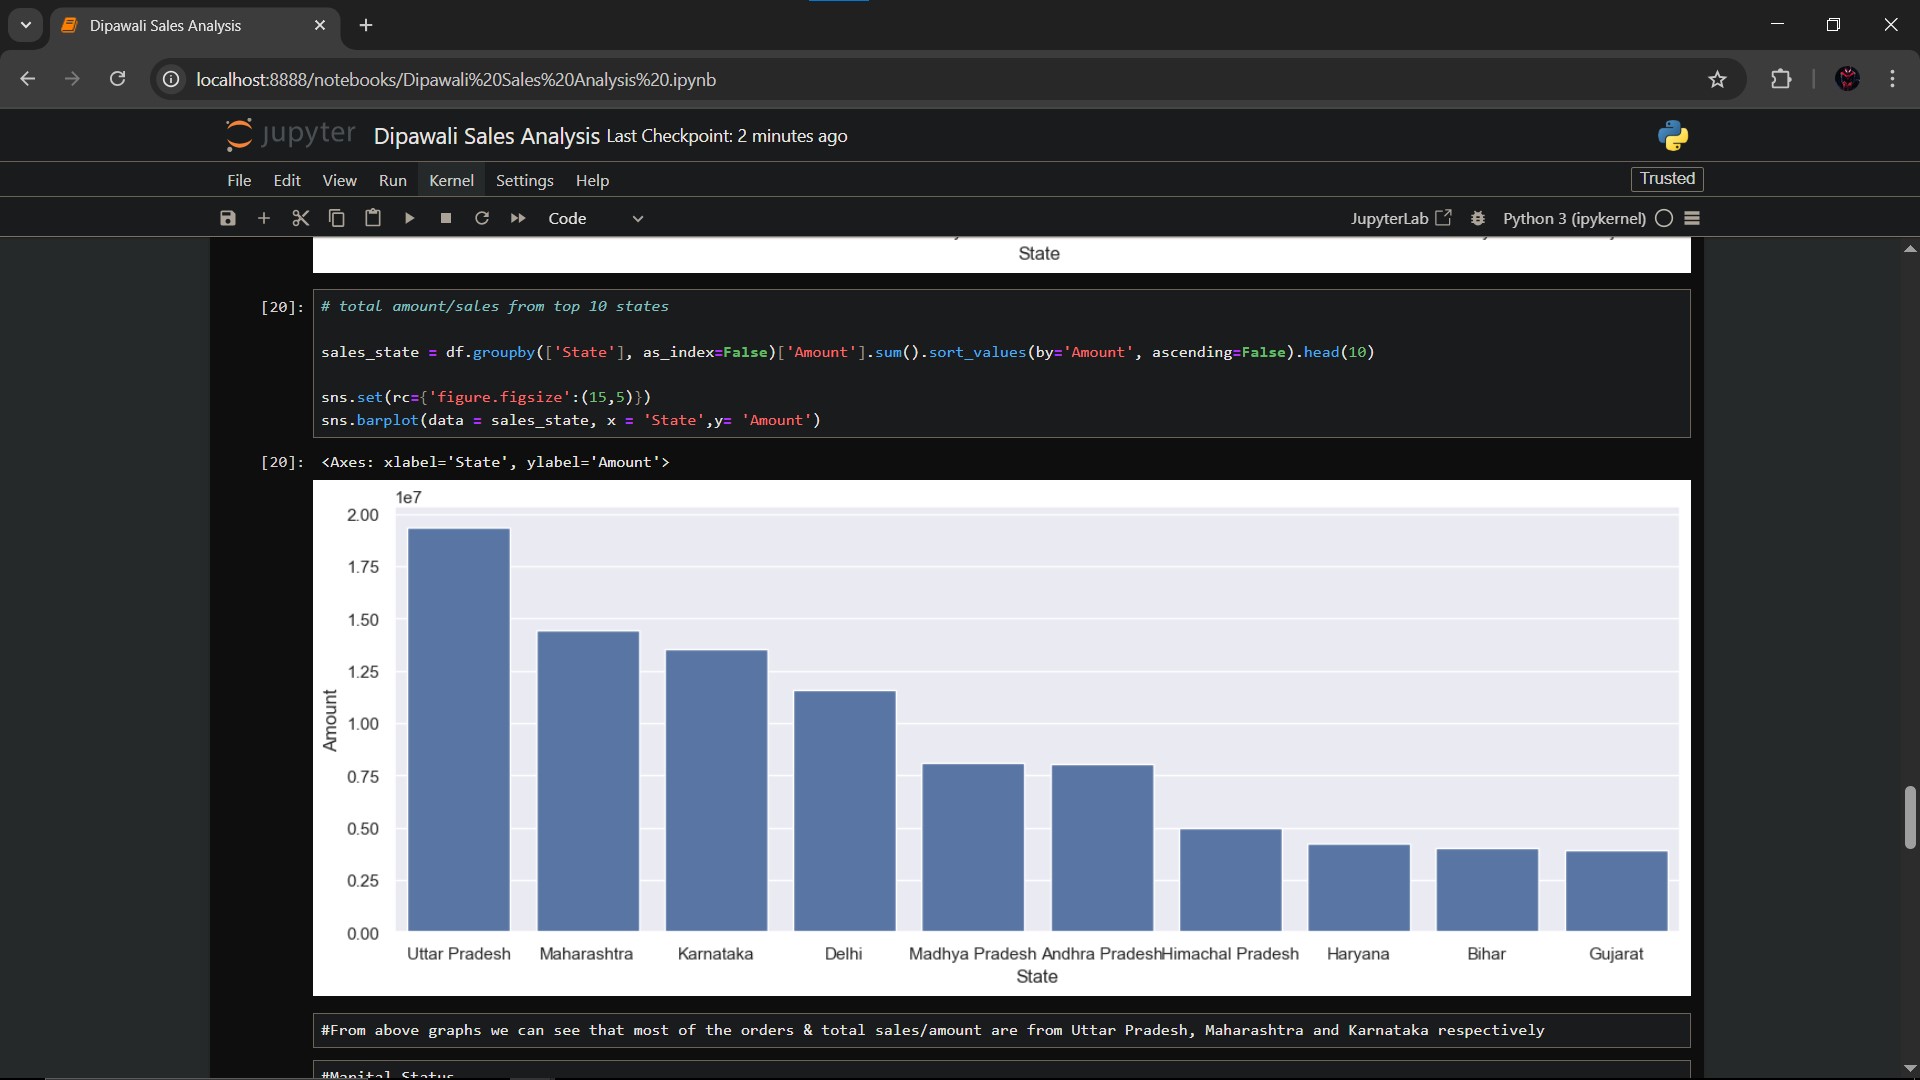 Dipawali Sales Analysis
localhost:8888/notebooks/Dipawali%20Sales%20Analysis%20.ipynb
jupyter Dipawali Sales Analysis Last Checkpoint: 2 minutes ago
File Edit View Run Kernel Settings Help Trusted
Code JupyterLab Python 3 (ipykernel)
State
[20]: # total amount/sales from top 10 states
sales_state = df.groupby(['State'], as_index=False)['Amount'].sum().sort_values(by='Amount', ascending=False).head(10)
sns.set(rc={'figure.figsize':(15,5)})
sns.barplot(data = sales_state, x = 'State',y= 'Amount')
[20]: <Axes: xlabel='State', ylabel='Amount'>
1e7
2.00
1.75
1.50
1.25
1.00
0.75
0.50
0.25
0.00
Amount
Uttar Pradesh Maharashtra Karnataka Delhi Madhya Pradesh Andhra Pradesh Himachal Pradesh Haryana Bihar Gujarat
State
#From above graphs we can see that most of the orders & total sales/amount are from Uttar Pradesh, Maharashtra and Karnataka respectively
#Marital Status